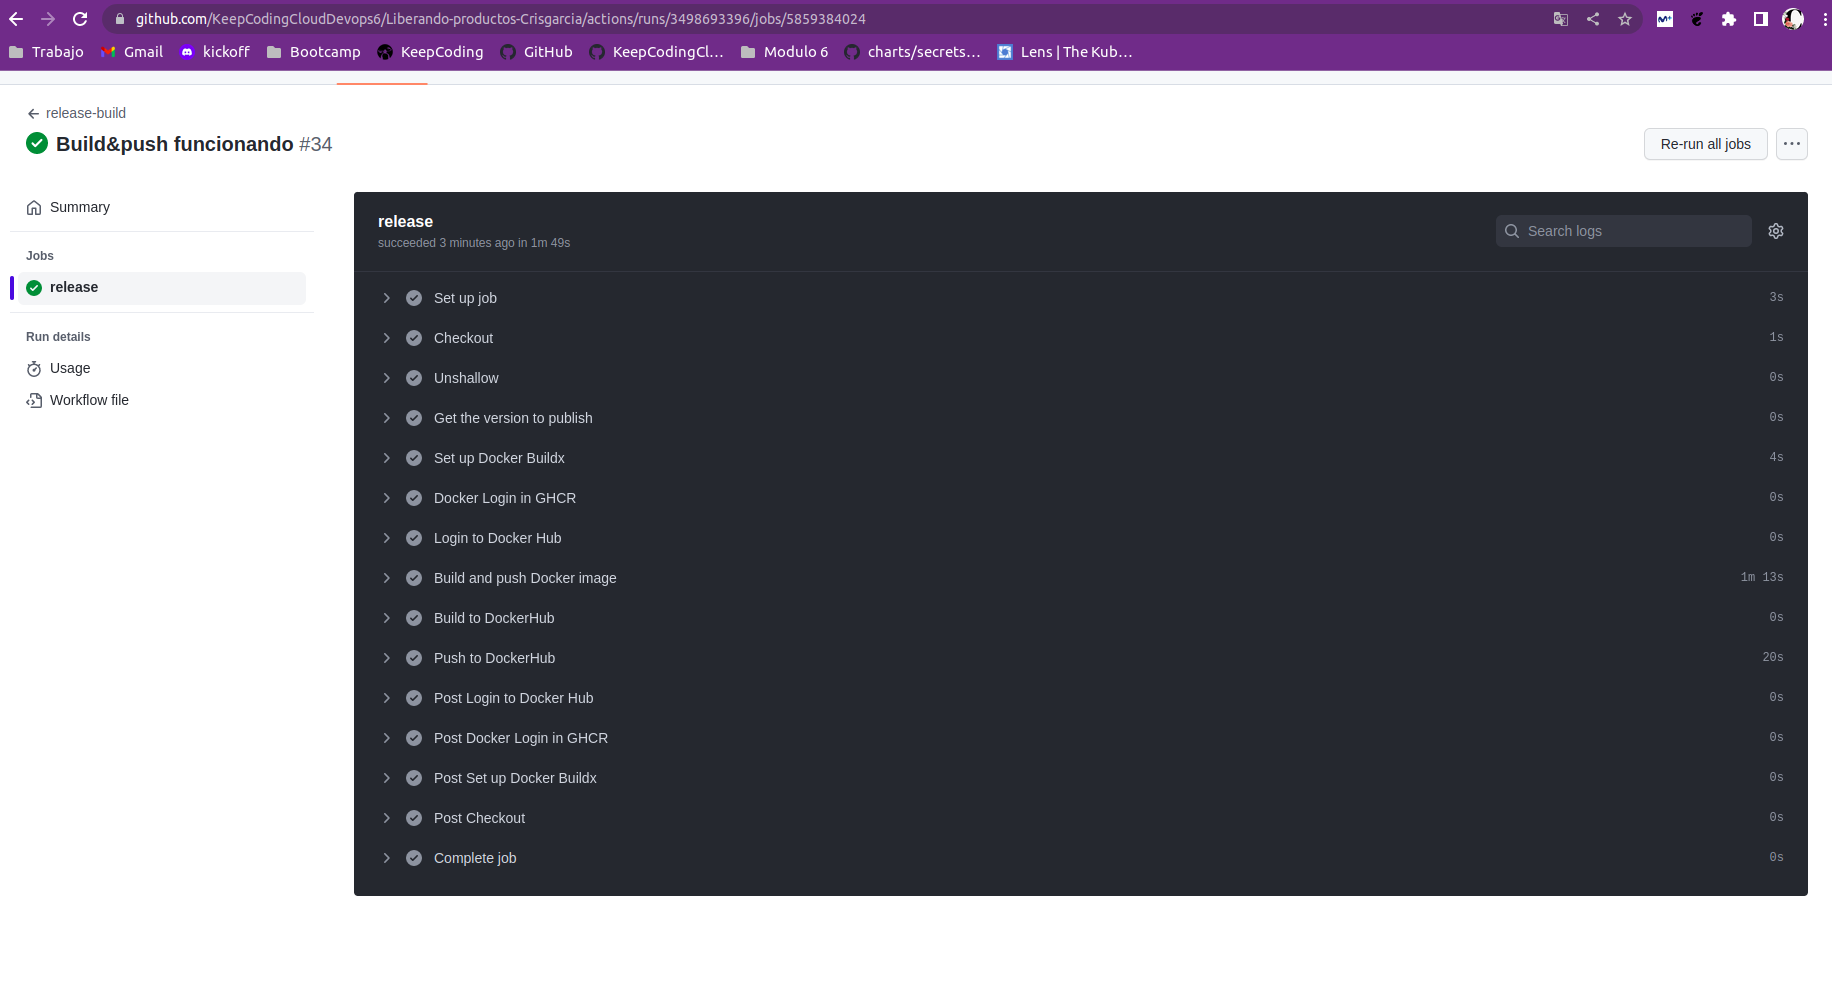 github.com/KeepCodingCloudDevops6/Liberando-productos-Crisgarcia/actions/runs/3498693396/jobs/5859384024
Trabajo Gmail kickoff Bootcamp KeepCoding GitHub KeepCodingCl... Modulo 6 charts/secrets... Lens | The Kub...
release-build
Build&push funcionando #34
Re-run all jobs
Summary
Jobs
release
Run details
Usage
Workflow file
release
succeeded 3 minutes ago in 1m 49s
Search logs
Set up job 3s
Checkout 1s
Unshallow 0s
Get the version to publish 0s
Set up Docker Buildx 4s
Docker Login in GHCR 0s
Login to Docker Hub 0s
Build and push Docker image 1m 13s
Build to DockerHub 0s
Push to DockerHub 20s
Post Login to Docker Hub 0s
Post Docker Login in GHCR 0s
Post Set up Docker Buildx 0s
Post Checkout 0s
Complete job 0s